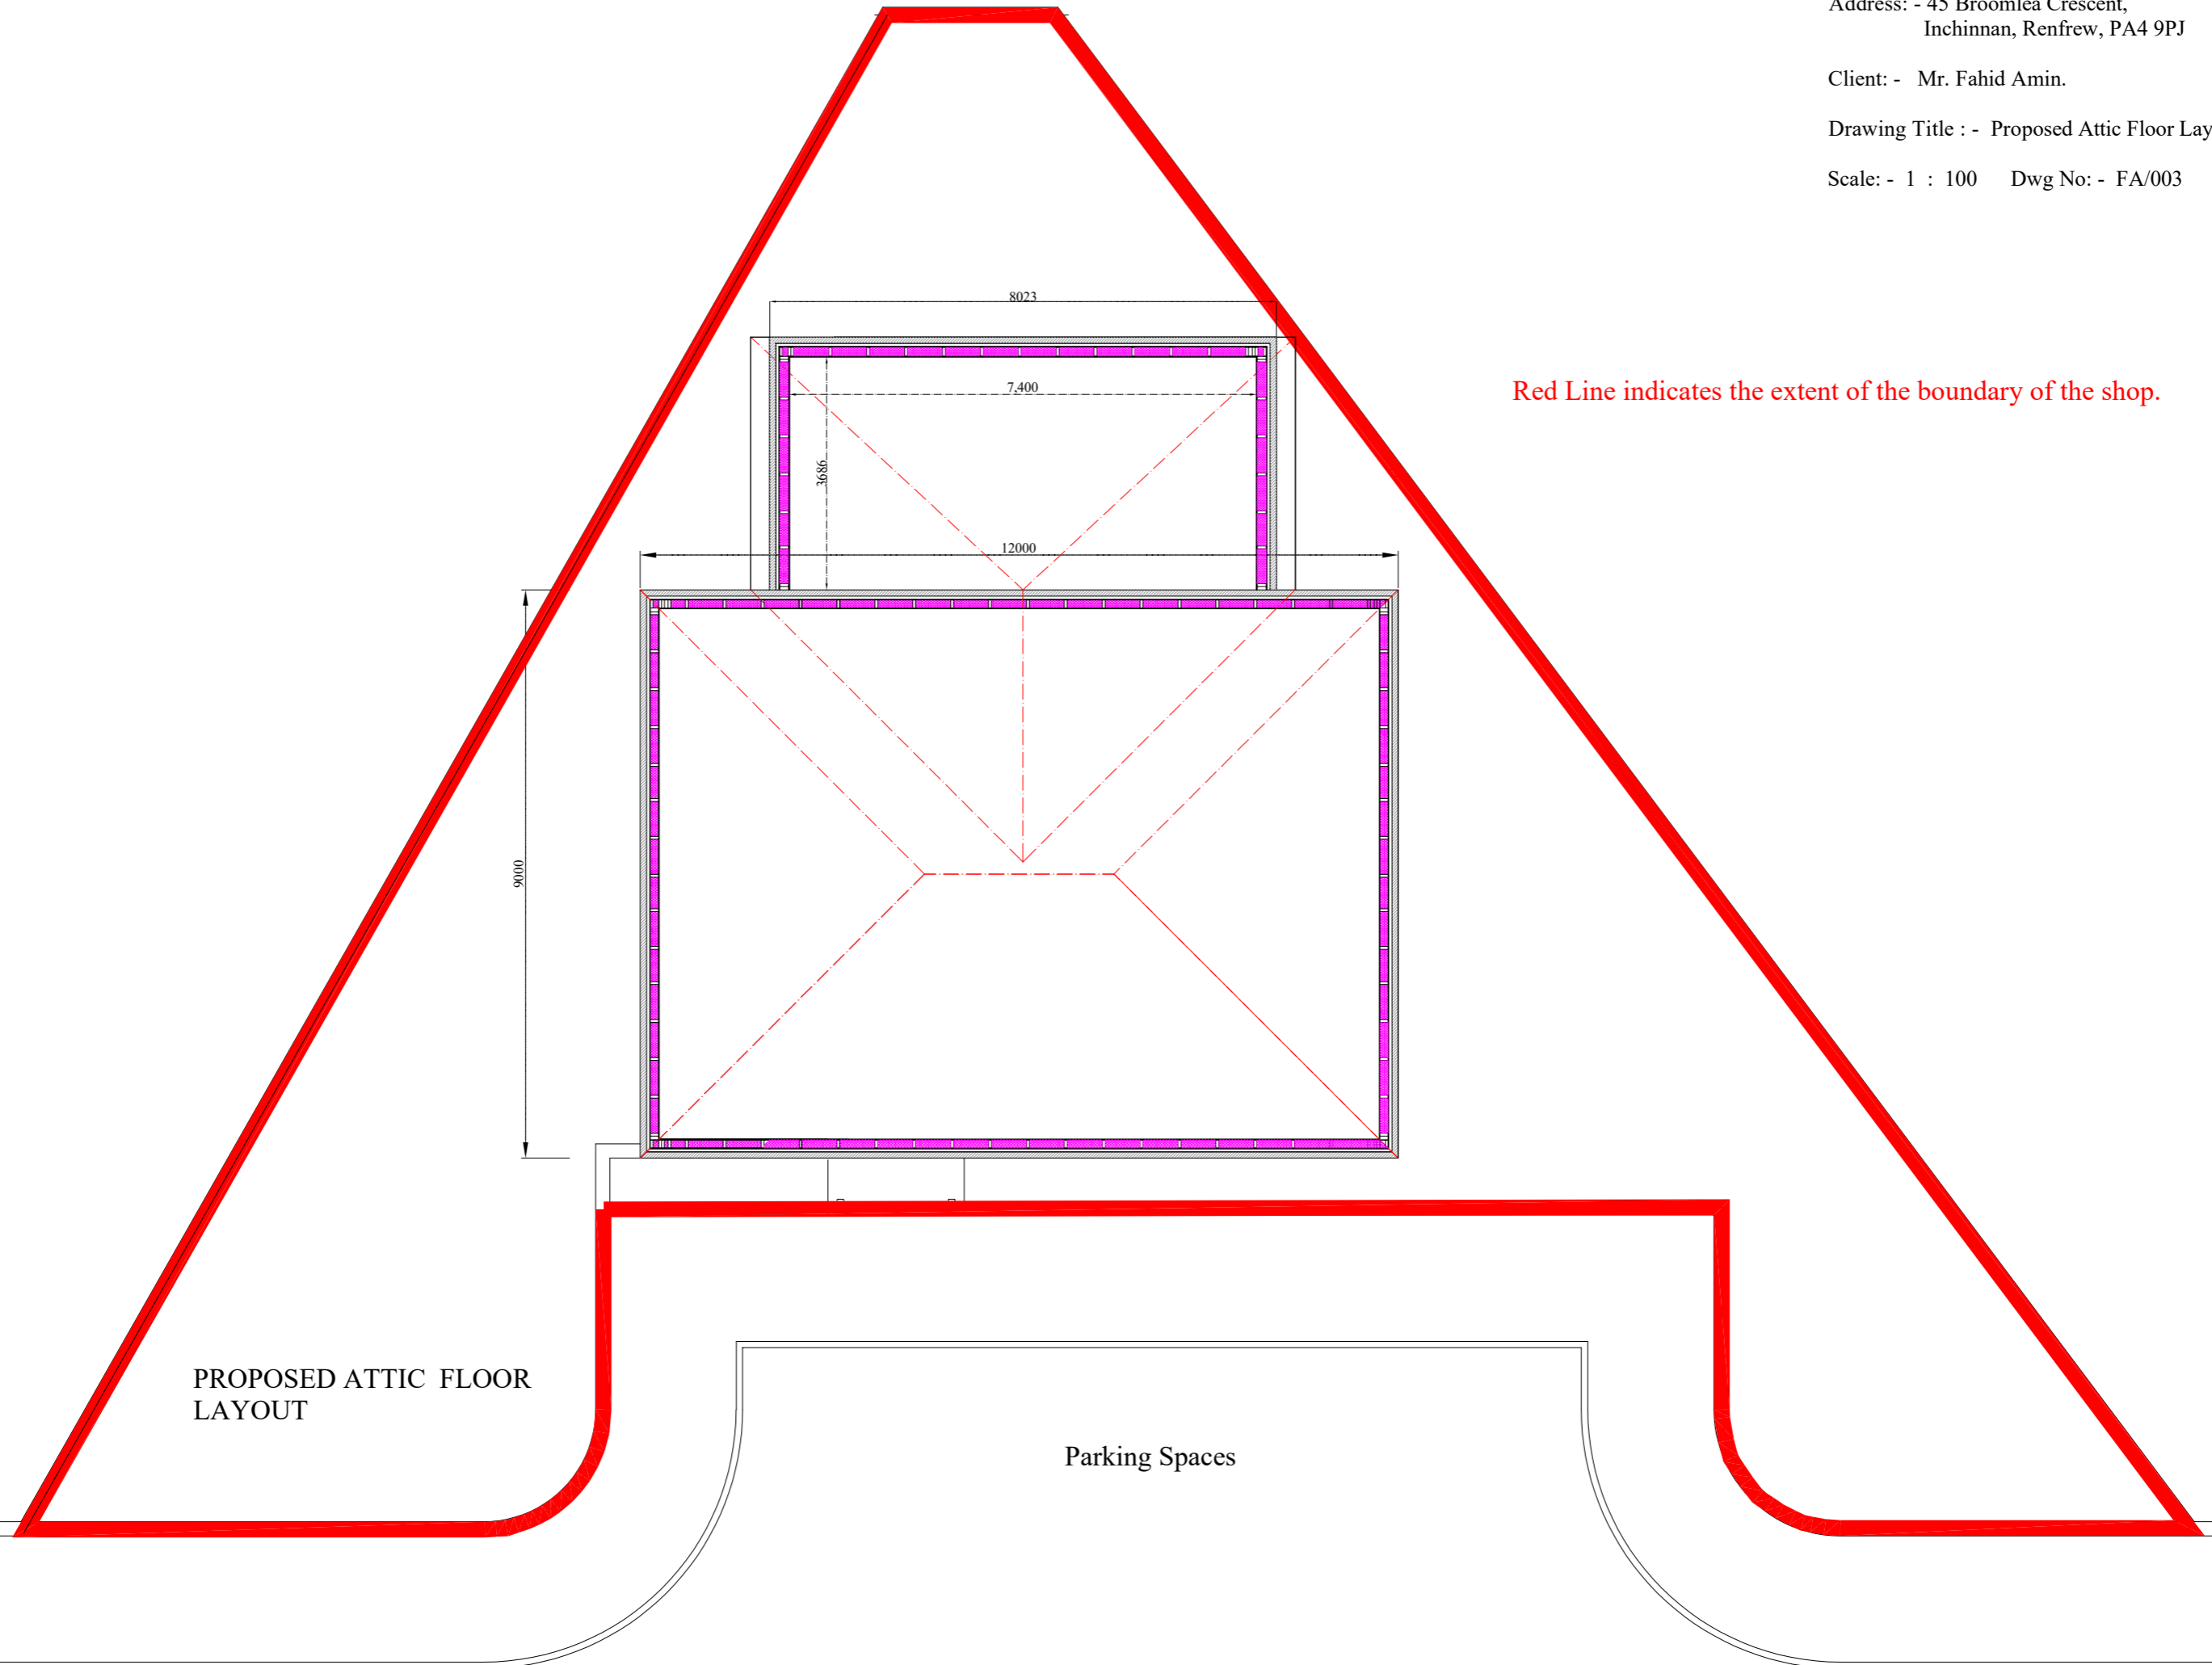 Address: - 45 Broomlea Crescent,
Inchinnan, Renfrew, PA4 9PJ
Client: - Mr. Fahid Amin.
Drawing Title : - Proposed Attic Floor Lay
Scale: - 1 : 100 Dwg No: - FA/003
8023
7,400
Red Line indicates the extent of the boundary of the shop.
3686
12000
9000
PROPOSED ATTIC FLOOR
LAYOUT
Parking Spaces